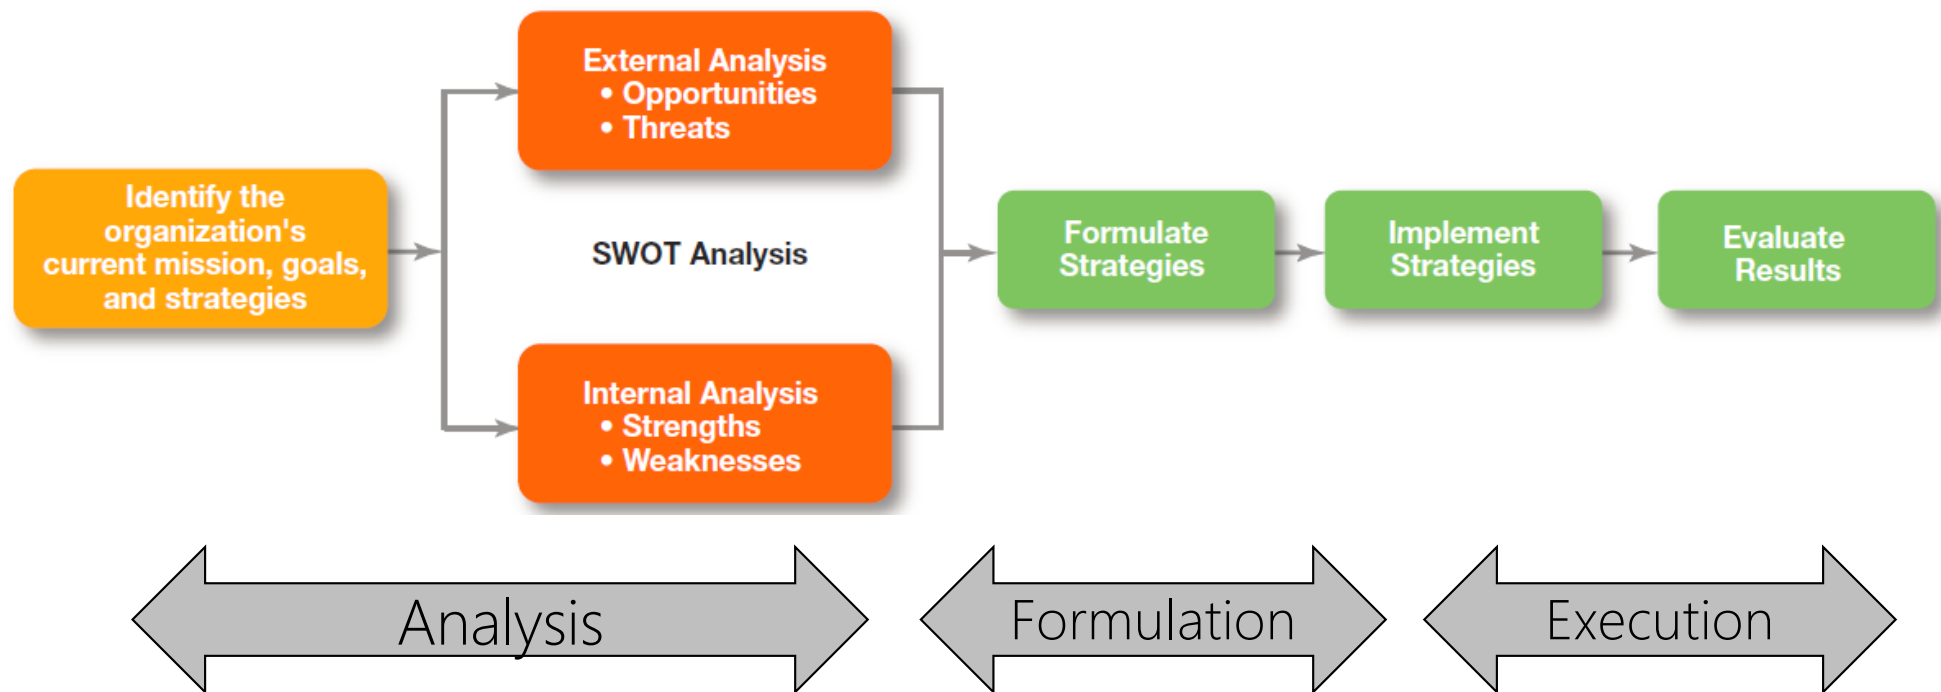 Identify the
organization's
current mission, goals,
and strategies
External Analysis
• Opportunities
• Threats
SWOT Analysis
Internal Analysis
• Strengths
• Weaknesses
Formulate
Strategies
Implement
Strategies
Evaluate
Results
Analysis
Formulation
Execution